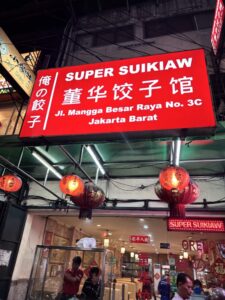 俺の餃子
SUPER SUIKIAW
董华饺子馆
Jl. Mangga Besar Raya No. 3C
Jakarta Barat
SUPER SUIKIAW